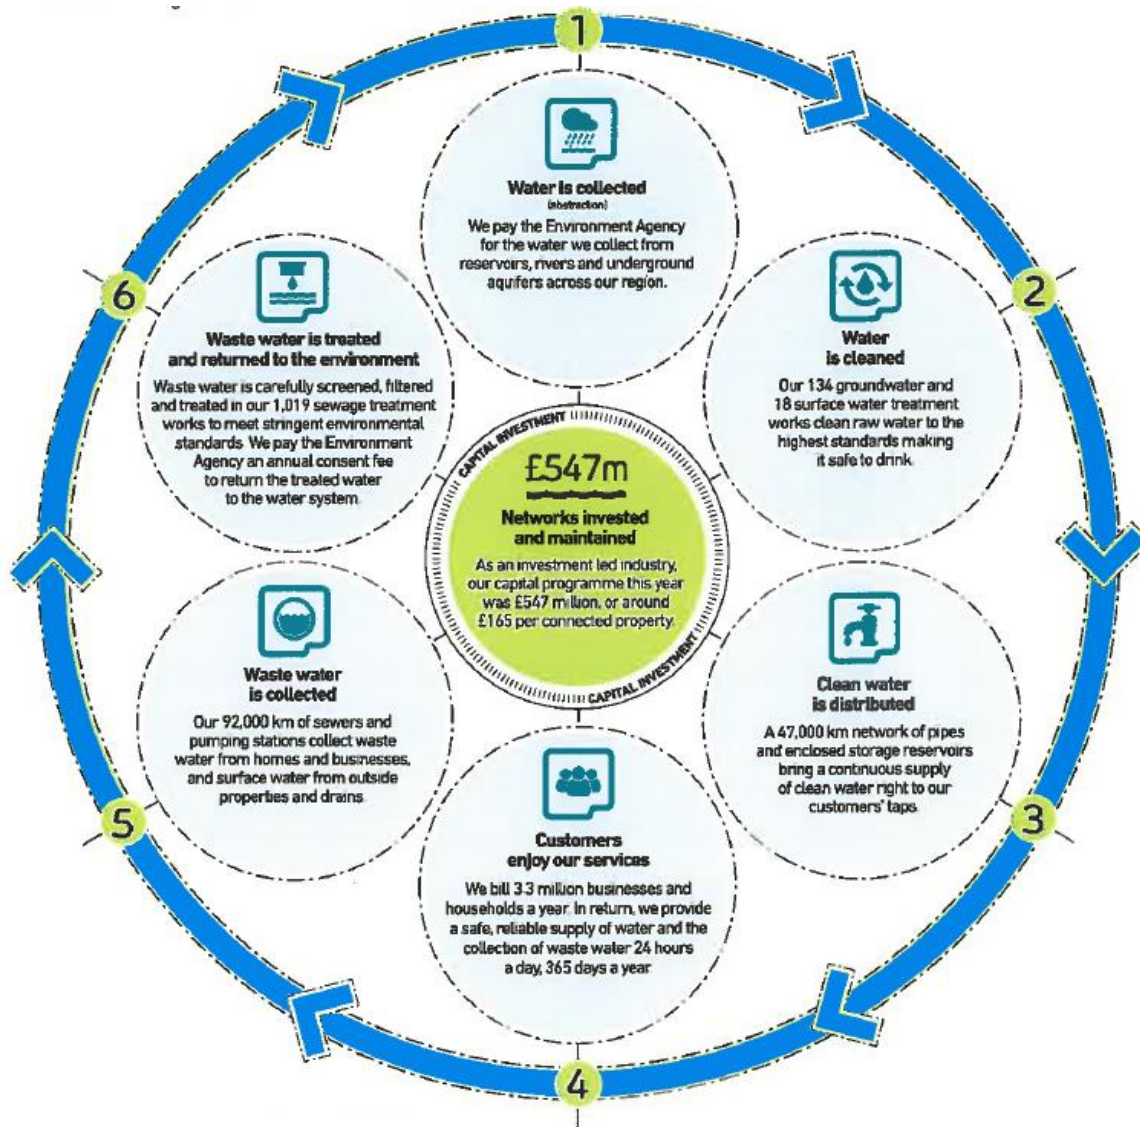 1
Water is collected
(abstraction)
We pay the Environment Agency
for the water we collect from
reservoirs, rivers and underground
aquifers across our region.
2
Water
is cleaned
Our 134 groundwater and
18 surface water treatment
works clean raw water to the
highest standards making
it safe to drink.
3
Clean water
is distributed
A 47,000 km network of pipes
and enclosed storage reservoirs
bring a continuous supply
of clean water right to our
customers' taps.
4
Customers
enjoy our services
We bill 3.3 million businesses and
households a year. In return, we provide
a safe, reliable supply of water and the
collection of waste water 24 hours
a day, 365 days a year
5
Waste water
is collected
Our 92,000 km of sewers and
pumping stations collect waste
water from homes and businesses,
and surface water from outside
properties and drains
6
Waste water is treated
and returned to the environment
Waste water is carefully screened, filtered
and treated in our 1,019 sewage treatment
works to meet stringent environmental
standards. We pay the Environment
Agency an annual consent fee
to return the treated water
to the water system
CAPITAL INVESTMENT
£547m
Networks invested
and maintained
As an investment led industry,
our capital programme this year
was £547 million, or around
£165 per connected property.
CAPITAL INVESTMENT